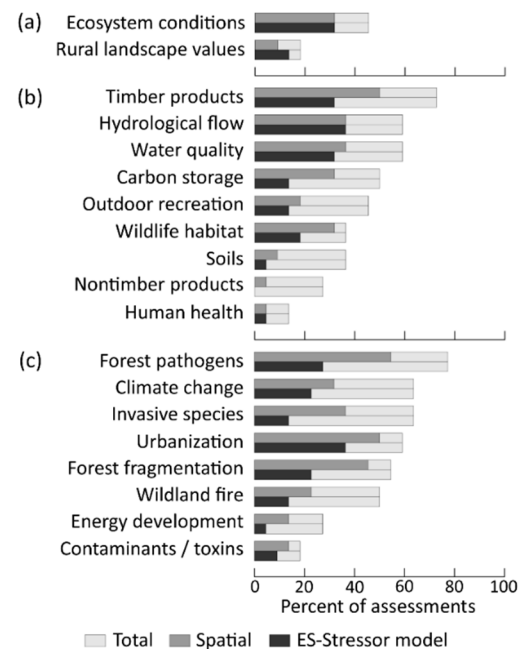 (a) Ecosystem conditions
Rural landscape values
(b) Timber products
Hydrological flow
Water quality
Carbon storage
Outdoor recreation
Wildlife habitat
Soils
Nontimber products
Human health
(c) Forest pathogens
Climate change
Invasive species
Urbanization
Forest fragmentation
Wildland fire
Energy development
Contaminants / toxins
0 20 40 60 80 100
Percent of assessments
Total Spatial ES-Stressor model